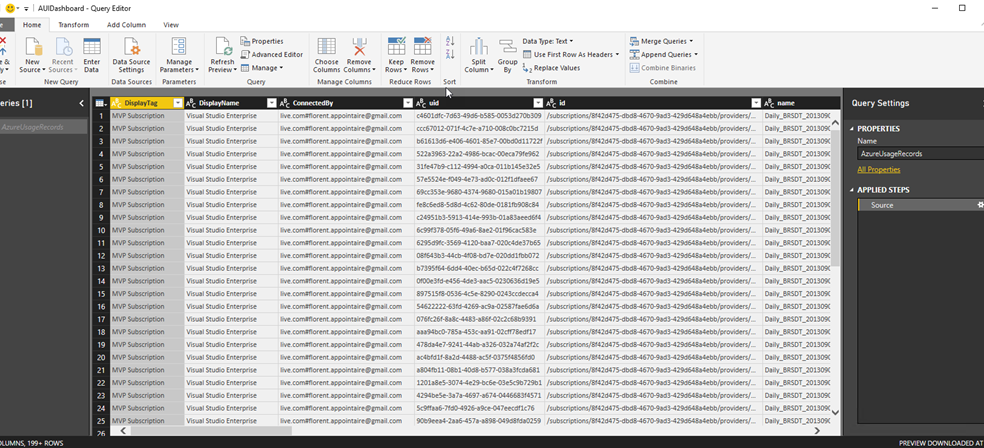 AUIDashboard - Query Editor
Home Transform Add Column View
New Source Recent Sources Enter Data Data Source Settings Manage Parameters Refresh Preview Properties Advanced Editor Manage Choose Columns Remove Columns Keep Rows Remove Rows Split Column Group By Data Type: Text Use First Row As Headers Replace Values Merge Queries Append Queries Combine Binaries
New Query Data Sources Parameters Query Manage Columns Reduce Rows Sort Transform Combine
eries [1]
AzureUsageRecords
DisplayTag DisplayName ConnectedBy uid id name
1 MVP Subscription Visual Studio Enterprise live.com#florent.appointaire@gmail.com c4601dfc-7d63-49d6-b585-0053d270b309 /subscriptions/8f42d475-dbd8-4670-9ad3-429d648a4ebb/providers/... Daily_BRSDT_2013090
2 MVP Subscription Visual Studio Enterprise live.com#florent.appointaire@gmail.com ccc67012-071f-4c7e-a710-008c0bc7215d /subscriptions/8f42d475-dbd8-4670-9ad3-429d648a4ebb/providers/... Daily_BRSDT_2013090
3 MVP Subscription Visual Studio Enterprise live.com#florent.appointaire@gmail.com b61613d6-e406-4601-85e7-00bd0d11722f /subscriptions/8f42d475-dbd8-4670-9ad3-429d648a4ebb/providers/... Daily_BRSDT_2013090
4 MVP Subscription Visual Studio Enterprise live.com#florent.appointaire@gmail.com 522a3963-22a2-4986-bcac-00eca79fe962 /subscriptions/8f42d475-dbd8-4670-9ad3-429d648a4ebb/providers/... Daily_BRSDT_2013090
5 MVP Subscription Visual Studio Enterprise live.com#florent.appointaire@gmail.com 31fe47b9-c112-4994-a0ca-011b145e32e5 /subscriptions/8f42d475-dbd8-4670-9ad3-429d648a4ebb/providers/... Daily_BRSDT_2013090
6 MVP Subscription Visual Studio Enterprise live.com#florent.appointaire@gmail.com 57e5524e-f049-4e73-ad0c-012f1dfaee67 /subscriptions/8f42d475-dbd8-4670-9ad3-429d648a4ebb/providers/... Daily_BRSDT_2013090
7 MVP Subscription Visual Studio Enterprise live.com#florent.appointaire@gmail.com 69cc353e-9680-4374-9680-015a01b19807 /subscriptions/8f42d475-dbd8-4670-9ad3-429d648a4ebb/providers/... Daily_BRSDT_2013090
8 MVP Subscription Visual Studio Enterprise live.com#florent.appointaire@gmail.com fe8c6ed8-5d8d-4c62-80de-0181fb908c84 /subscriptions/8f42d475-dbd8-4670-9ad3-429d648a4ebb/providers/... Daily_BRSDT_2013090
9 MVP Subscription Visual Studio Enterprise live.com#florent.appointaire@gmail.com c24951b3-5913-414e-993b-01a83aeed6f4 /subscriptions/8f42d475-dbd8-4670-9ad3-429d648a4ebb/providers/... Daily_BRSDT_2013090
10 MVP Subscription Visual Studio Enterprise live.com#florent.appointaire@gmail.com 6c99f378-05f6-49a6-8ae2-01f96cac583e /subscriptions/8f42d475-dbd8-4670-9ad3-429d648a4ebb/providers/... Daily_BRSDT_2013090
11 MVP Subscription Visual Studio Enterprise live.com#florent.appointaire@gmail.com 6295d9fc-3569-4120-baa7-020c4de37b65 /subscriptions/8f42d475-dbd8-4670-9ad3-429d648a4ebb/providers/... Daily_BRSDT_2013090
12 MVP Subscription Visual Studio Enterprise live.com#florent.appointaire@gmail.com 08f643b3-44cb-4f08-bd7e-020dd1fbb072 /subscriptions/8f42d475-dbd8-4670-9ad3-429d648a4ebb/providers/... Daily_BRSDT_2013090
13 MVP Subscription Visual Studio Enterprise live.com#florent.appointaire@gmail.com b7395f64-6dd4-40ec-b65d-022c4f7268cc /subscriptions/8f42d475-dbd8-4670-9ad3-429d648a4ebb/providers/... Daily_BRSDT_2013090
14 MVP Subscription Visual Studio Enterprise live.com#florent.appointaire@gmail.com 0f00e3fd-e456-4de3-aac5-0230636d19e5 /subscriptions/8f42d475-dbd8-4670-9ad3-429d648a4ebb/providers/... Daily_BRSDT_2013090
15 MVP Subscription Visual Studio Enterprise live.com#florent.appointaire@gmail.com 897515f8-0536-4c5e-8290-0243ccdecca4 /subscriptions/8f42d475-dbd8-4670-9ad3-429d648a4ebb/providers/... Daily_BRSDT_2013090
16 MVP Subscription Visual Studio Enterprise live.com#florent.appointaire@gmail.com 54622222-63fd-4269-ac9a-02587fae6d6a /subscriptions/8f42d475-dbd8-4670-9ad3-429d648a4ebb/providers/... Daily_BRSDT_2013090
17 MVP Subscription Visual Studio Enterprise live.com#florent.appointaire@gmail.com 076fc26f-8a8c-4483-a86f-02c2c68b9391 /subscriptions/8f42d475-dbd8-4670-9ad3-429d648a4ebb/providers/... Daily_BRSDT_2013090
18 MVP Subscription Visual Studio Enterprise live.com#florent.appointaire@gmail.com aaa94bc0-785a-453c-aa91-02cff78edf17 /subscriptions/8f42d475-dbd8-4670-9ad3-429d648a4ebb/providers/... Daily_BRSDT_2013090
19 MVP Subscription Visual Studio Enterprise live.com#florent.appointaire@gmail.com 478da4e7-9241-44ab-a326-032a74af2f2c /subscriptions/8f42d475-dbd8-4670-9ad3-429d648a4ebb/providers/... Daily_BRSDT_2013090
20 MVP Subscription Visual Studio Enterprise live.com#florent.appointaire@gmail.com ac4bfd1f-8a2d-4488-ac5f-0375f4856fd0 /subscriptions/8f42d475-dbd8-4670-9ad3-429d648a4ebb/providers/... Daily_BRSDT_2013090
21 MVP Subscription Visual Studio Enterprise live.com#florent.appointaire@gmail.com a804fb11-08b1-40d8-b577-038a3fcda681 /subscriptions/8f42d475-dbd8-4670-9ad3-429d648a4ebb/providers/... Daily_BRSDT_2013090
22 MVP Subscription Visual Studio Enterprise live.com#florent.appointaire@gmail.com 1201a8e5-3074-4e29-bc6e-03e5c9b729b1 /subscriptions/8f42d475-dbd8-4670-9ad3-429d648a4ebb/providers/... Daily_BRSDT_2013090
23 MVP Subscription Visual Studio Enterprise live.com#florent.appointaire@gmail.com 4294be5e-3a7a-4697-a674-0446683f4571 /subscriptions/8f42d475-dbd8-4670-9ad3-429d648a4ebb/providers/... Daily_BRSDT_2013090
24 MVP Subscription Visual Studio Enterprise live.com#florent.appointaire@gmail.com 5c9ffaa6-7fd0-4926-a9ce-047eecdf1c76 /subscriptions/8f42d475-dbd8-4670-9ad3-429d648a4ebb/providers/... Daily_BRSDT_2013090
25 MVP Subscription Visual Studio Enterprise live.com#florent.appointaire@gmail.com 90b9eea4-2aa6-457a-a898-049d8fda0259 /subscriptions/8f42d475-dbd8-4670-9ad3-429d648a4ebb/providers/... Daily_BRSDT_2013090
26
Query Settings
PROPERTIES
Name
AzureUsageRecords
All Properties
APPLIED STEPS
Source
OLUMNS, 199+ ROWS PREVIEW DOWNLOADED AT